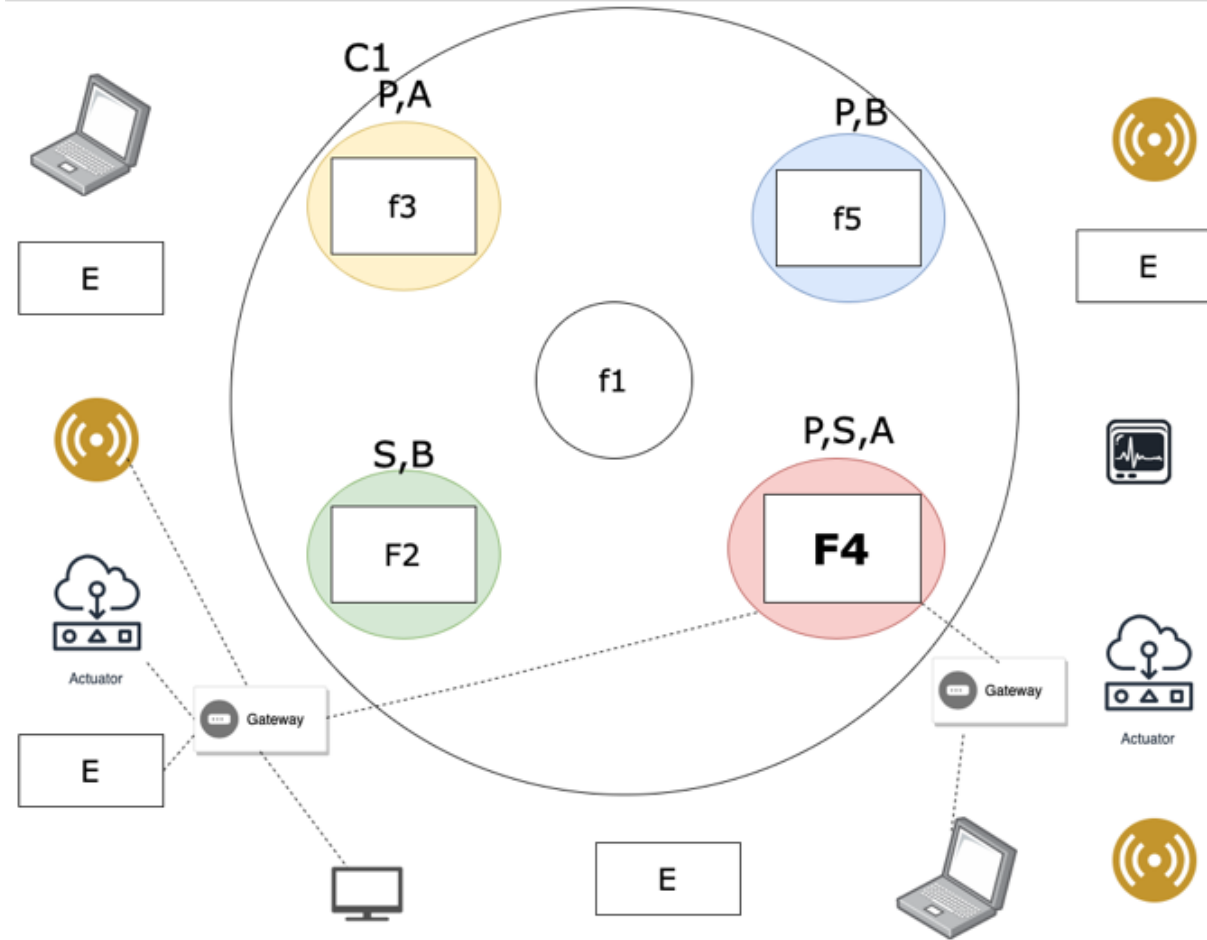 C1
P,A
P,B
f3
f5
E
E
f1
P,S,A
S,B
F4
F2
Actuator
Gateway
Gateway
Actuator
E
E